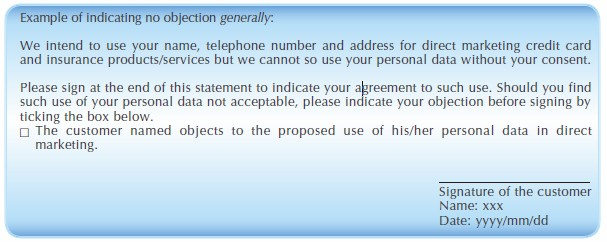 Example of indicating no objection generally:
We intend to use your name, telephone number and address for direct marketing credit card
and insurance products/services but we cannot so use your personal data without your consent.
Please sign at the end of this statement to indicate your agreement to such use. Should you find
such use of your personal data not acceptable, please indicate your objection before signing by
ticking the box below.
□ The customer named objects to the proposed use of his/her personal data in direct
marketing.
Signature of the customer
Name: xxx
Date: yyyy/mm/dd